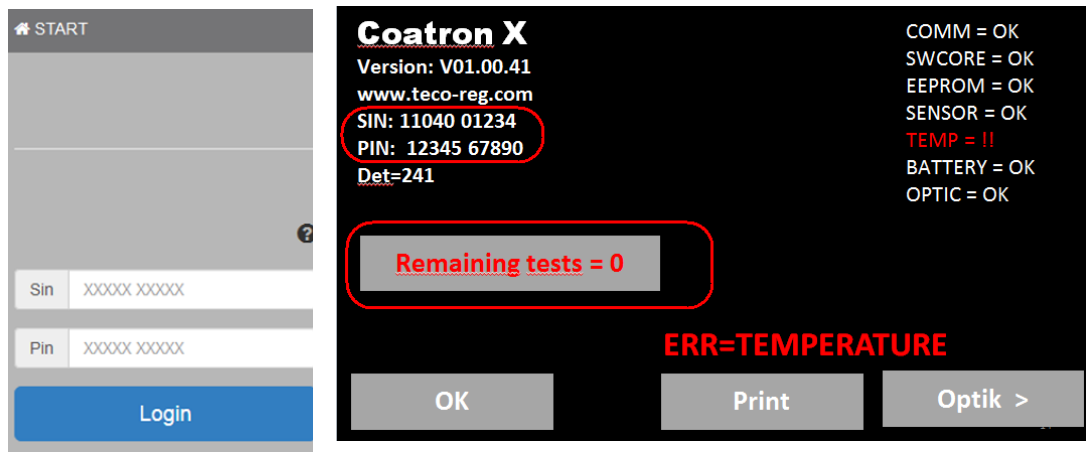 START
Sin XXXXX XXXXX
Pin XXXXX XXXXX
Login
Coatron X
Version: V01.00.41
www.teco-reg.com
SIN: 11040 01234
PIN: 12345 67890
Det=241
COMM = OK
SWCORE = OK
EEPROM = OK
SENSOR = OK
TEMP = !!
BATTERY = OK
OPTIC = OK
Remaining tests = 0
ERR=TEMPERATURE
OK
Print
Optik >